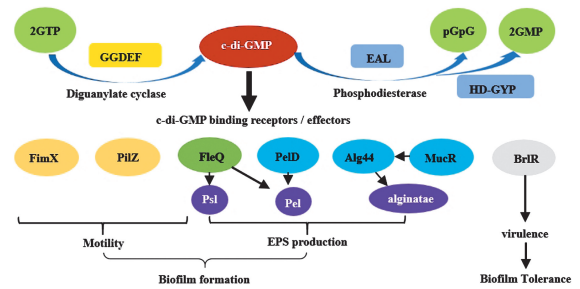 2GTP
c-di-GMP
pGpG
2GMP
GGDEF
EAL
HD-GYP
Diguanylate cyclase
Phosphodiesterase
c-di-GMP binding receptors / effectors
FimX
PilZ
FleQ
PelD
Alg44
MucR
BrlR
Psl
Pel
alginatae
Motility
EPS production
virulence
Biofilm formation
Biofilm Tolerance